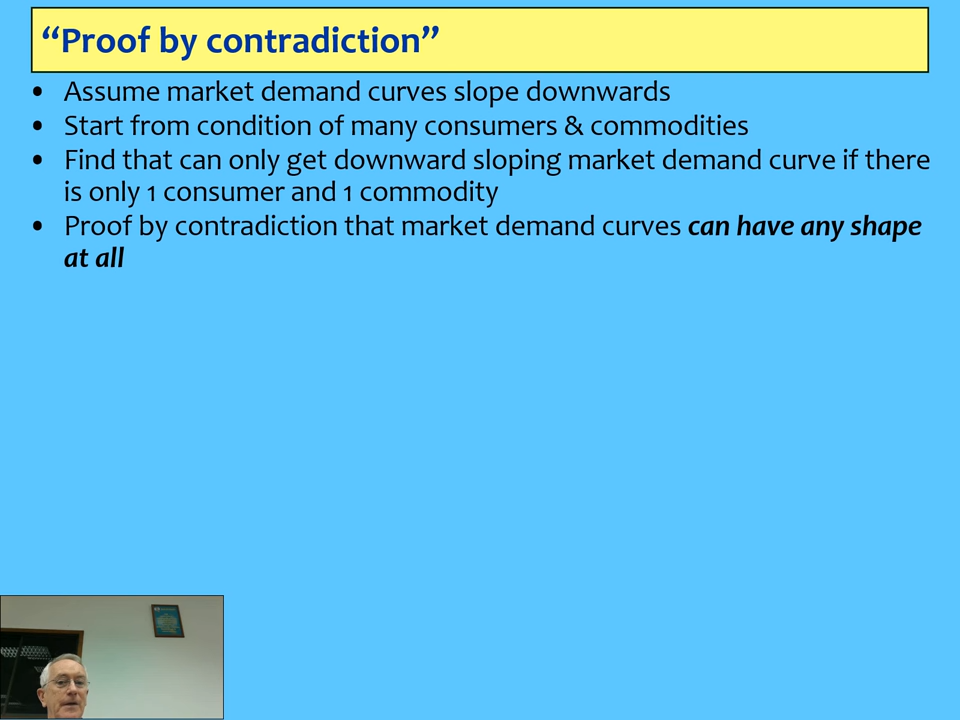 “Proof by contradiction”
• Assume market demand curves slope downwards
• Start from condition of many consumers & commodities
• Find that can only get downward sloping market demand curve if there
is only 1 consumer and 1 commodity
• Proof by contradiction that market demand curves can have any shape
at all